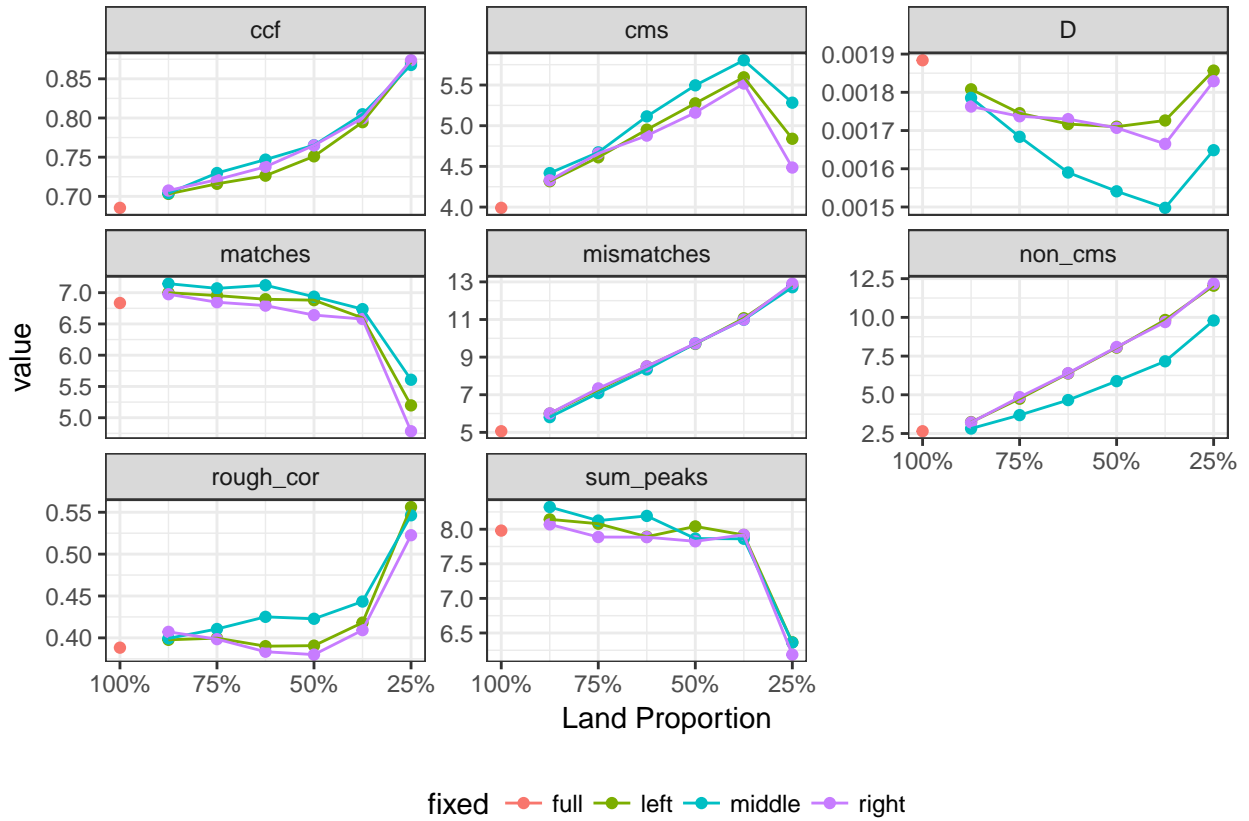 ccf
cms
D
0.85
0.80
0.75
0.70
5.5
5.0
4.5
4.0
0.0019
0.0018
0.0017
0.0016
0.0015
matches
mismatches
non_cms
7.0
6.5
6.0
5.5
5.0
13
11
9
7
5
12.5
10.0
7.5
5.0
2.5
100% 75% 50% 25%
rough_cor
sum_peaks
0.55
0.50
0.45
0.40
8.0
7.5
7.0
6.5
100% 75% 50% 25%
100% 75% 50% 25%
value
Land Proportion
fixed full left middle right